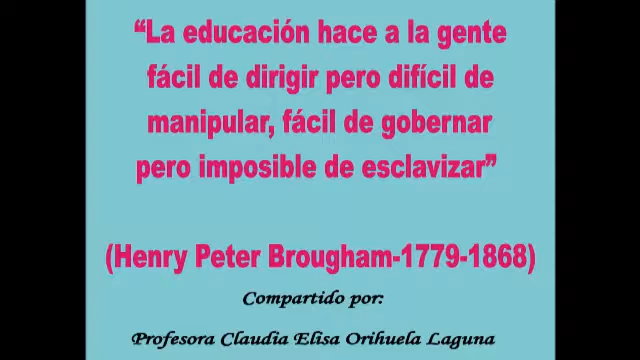 “La educación hace a la gente
fácil de dirigir pero difícil de
manipular, fácil de gobernar
pero imposible de esclavizar”
(Henry Peter Brougham-1779-1868)
Compartido por:
Profesora Claudia Elisa Orihuela Laguna